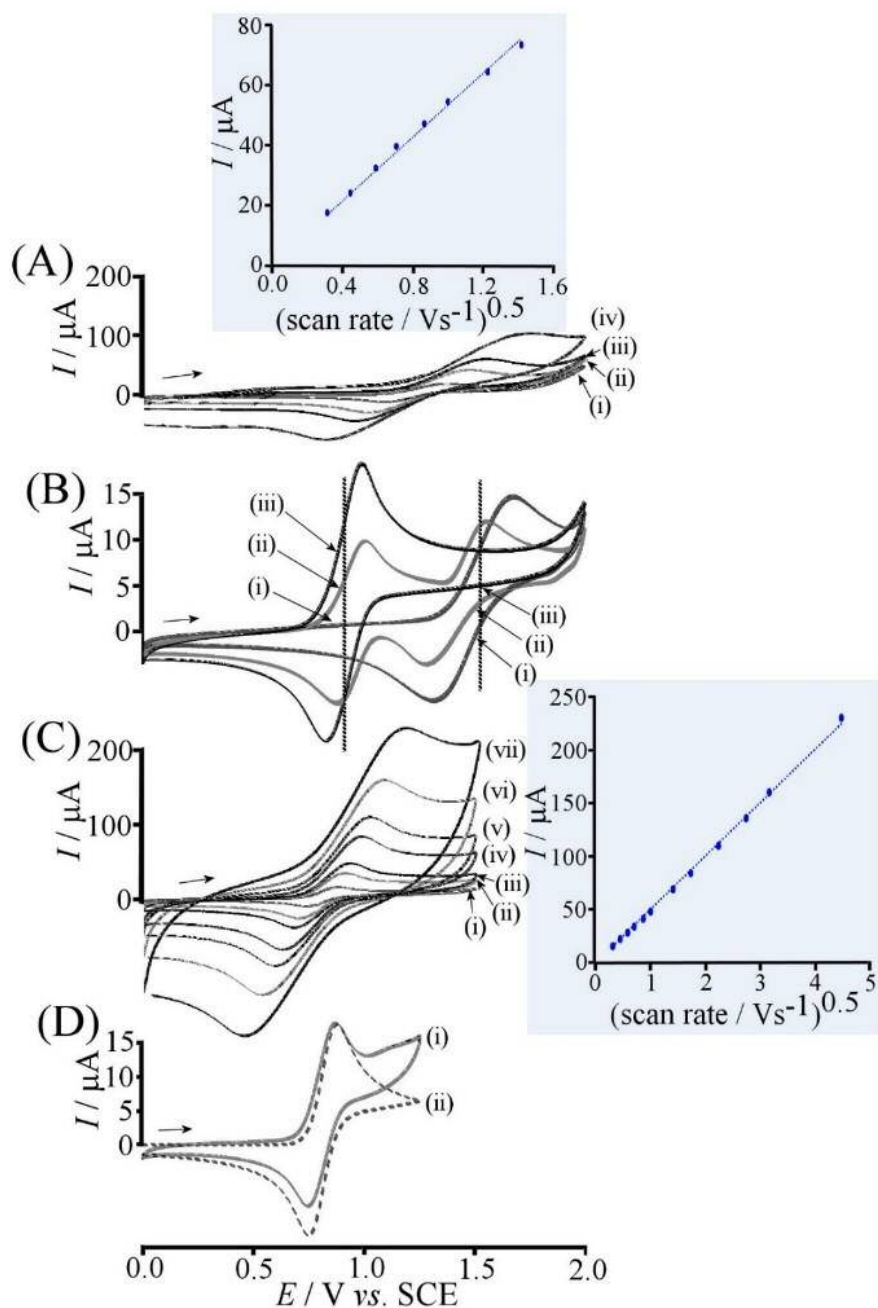 80
60
40
20
0
I / μA
0.0 0.4 0.8 1.2 1.6
(scan rate / Vs-1)0.5
(A)
200
100
0
I / μA
(iv)
(iii)
(ii)
(i)
(B)
15
10
5
0
I / μA
(iii)
(ii)
(i)
(iii)
(ii)
(i)
(C)
200
100
0
I / μA
(vii)
(vi)
(v)
(iv)
(iii)
(ii)
(i)
250
200
150
100
50
0
I / μA
0 1 2 3 4 5
(scan rate / Vs-1)0.5
(D)
15
10
5
0
I / μA
(i)
(ii)
0.0 0.5 1.0 1.5 2.0
E / V vs. SCE